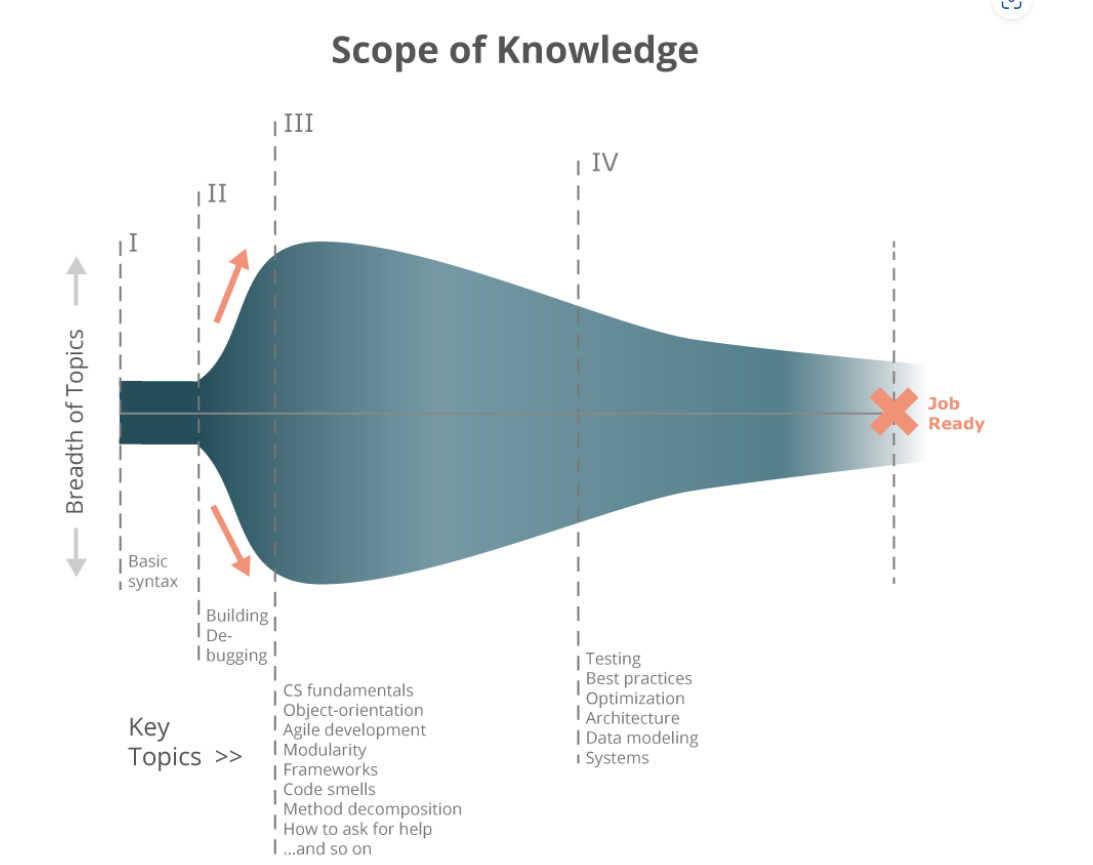 Scope of Knowledge
III
IV
II
I
Breadth of Topics
Job
Ready
Basic
syntax
Building
De-
bugging
Testing
Best practices
Optimization
Architecture
Data modeling
Systems
CS fundamentals
Object-orientation
Agile development
Modularity
Frameworks
Code smells
Method decomposition
How to ask for help
...and so on
Key
Topics >>